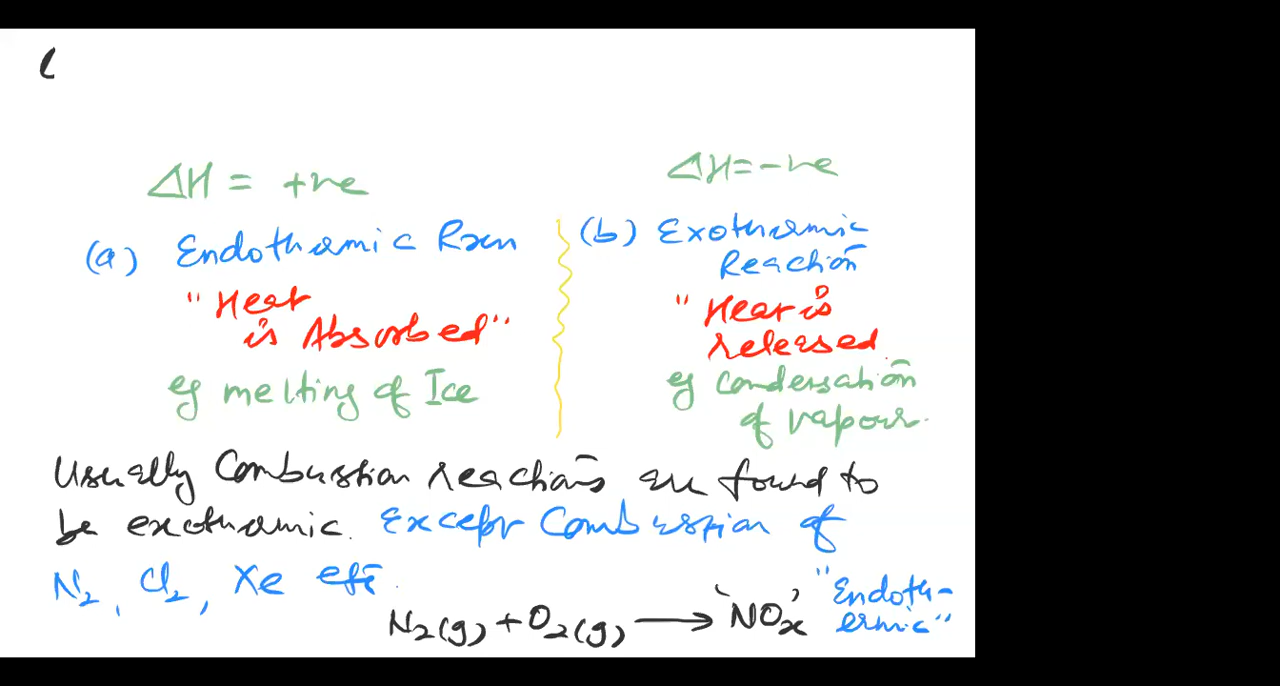 ΔH = +ve
(a) Endothermic Rxn
"Heat
is Absorbed"
eg melting of Ice
ΔH = -ve
(b) Exothermic
Reaction
"Heat is
released
eg Condensation
of vapour.
Usually Combustion reactions are found to
be exothermic. Except Combustion of
N₂, Cl₂, Xe etc.
N₂(g) + O₂(g) ⟶ 'NOₓ' "Endoth-
ermic"